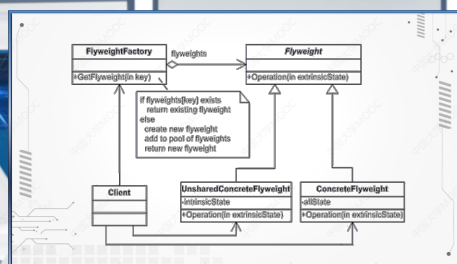 FlyweightFactory
flyweights
Flyweight
+GetFlyweight(in key)
+Operation(in extrinsicState)
if flyweights[key] exists
return existing flyweight
else
create new flyweight
add to pool of flyweights
return new flyweight
Client
UnsharedConcreteFlyweight
-intrinsicState
+Operation(in extrinsicState)
ConcreteFlyweight
-allState
+Operation(in extrinsicState)